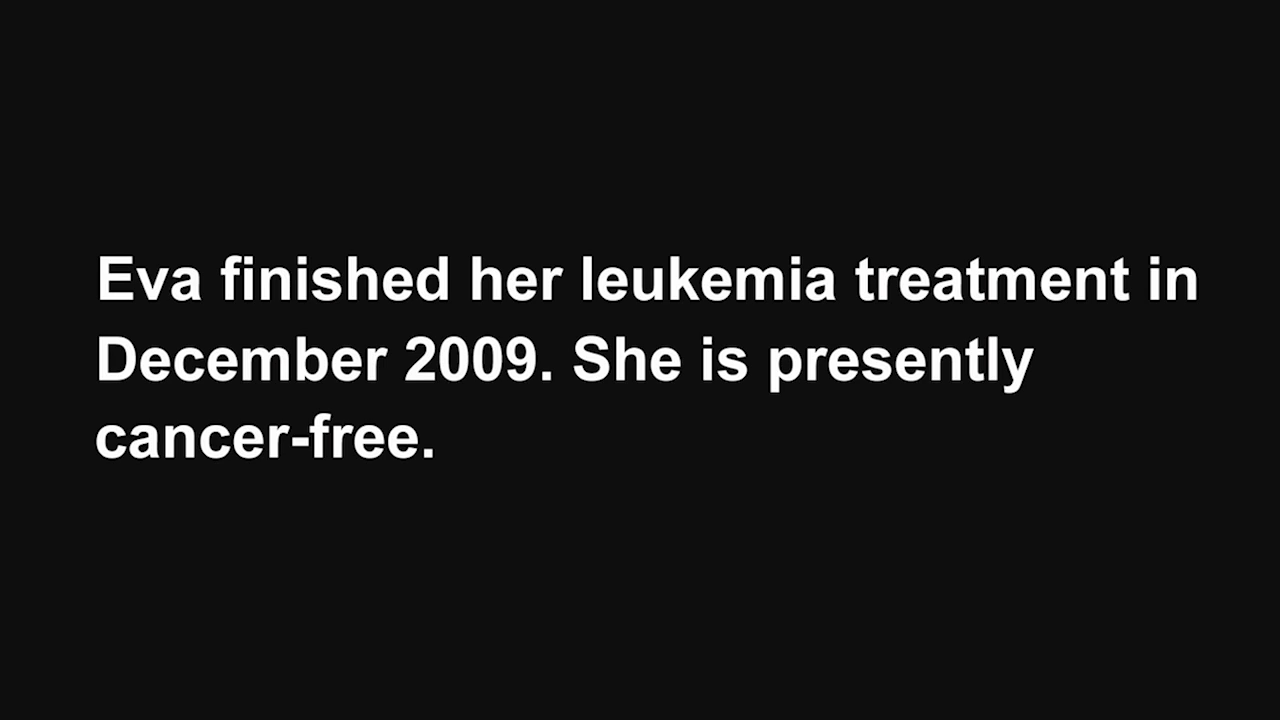 Eva finished her leukemia treatment in
December 2009. She is presently
cancer-free.